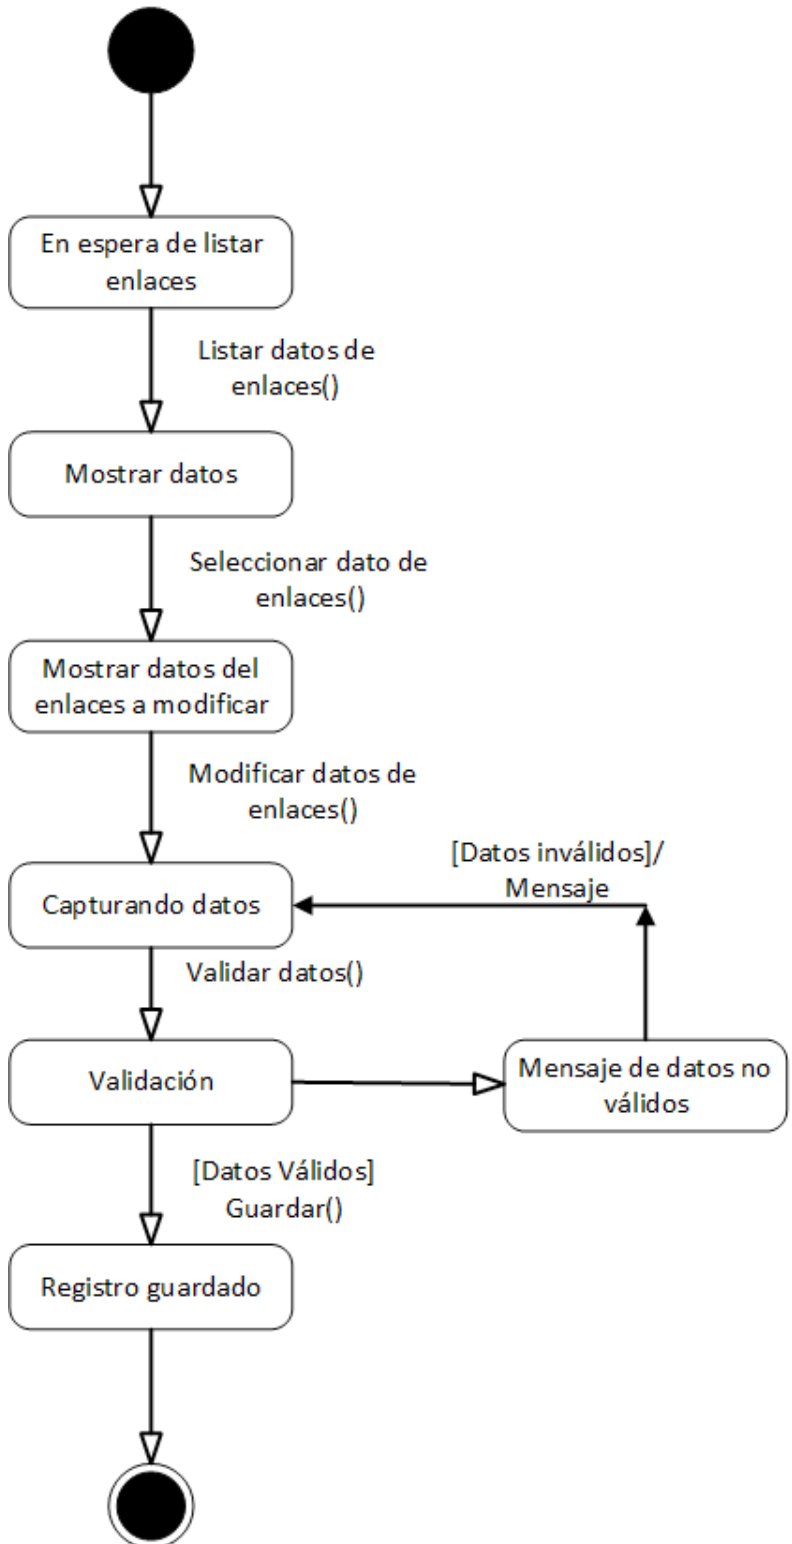 En espera de listar
enlaces
Listar datos de
enlaces()
Mostrar datos
Seleccionar dato de
enlaces()
Mostrar datos del
enlaces a modificar
Modificar datos de
enlaces()
[Datos inválidos]/
Mensaje
Capturando datos
Validar datos()
Validación
Mensaje de datos no
válidos
[Datos Válidos]
Guardar()
Registro guardado